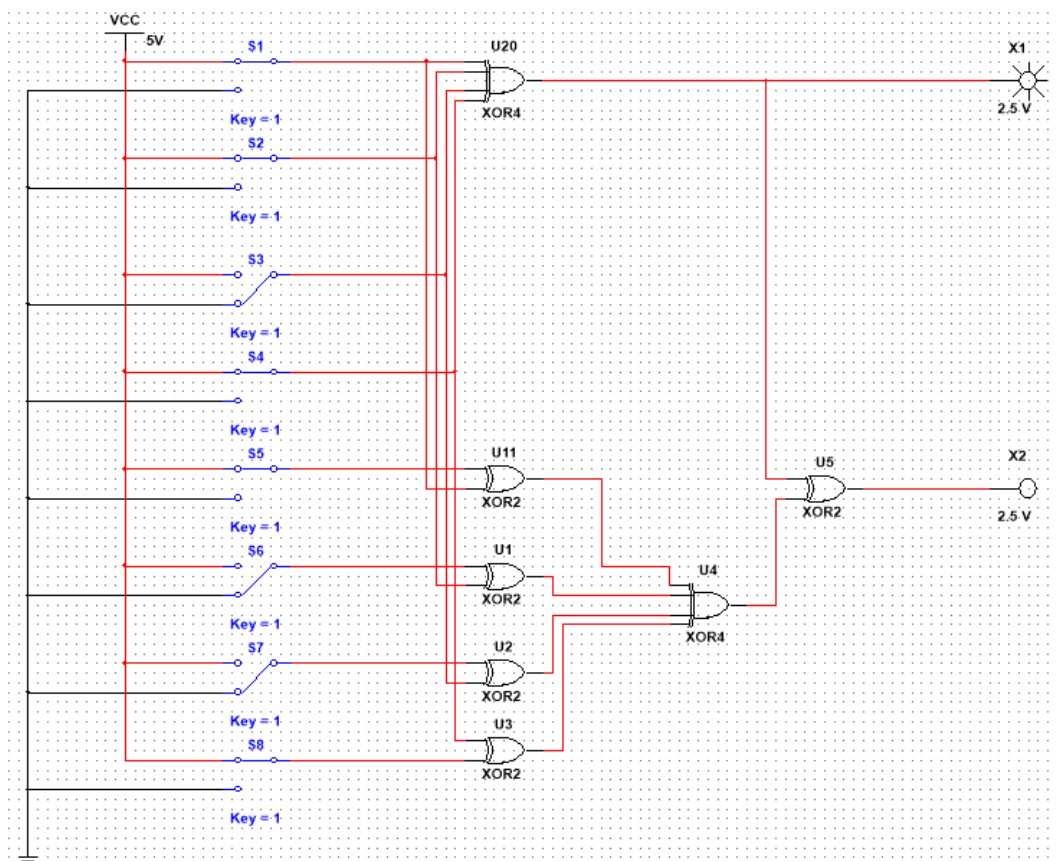 VCC
5V
S1
U20
X1
XOR4
2.5 V
Key = 1
S2
Key = 1
S3
Key = 1
S4
Key = 1
S5
U11
U5
X2
XOR2
XOR2
2.5 V
Key = 1
S6
U1
U4
XOR2
XOR4
Key = 1
S7
U2
XOR2
Key = 1
S8
U3
XOR2
Key = 1